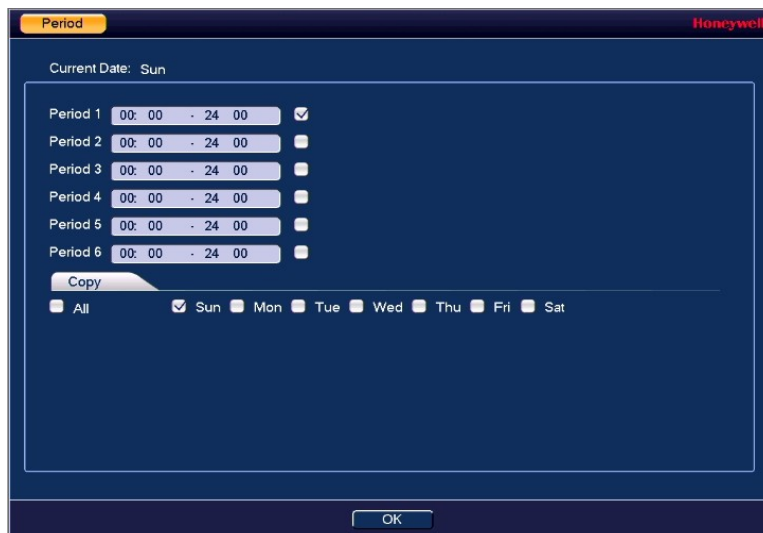 Period Honeywell
Current Date: Sun
Period 1 00: 00 - 24 00
Period 2 00: 00 - 24 00
Period 3 00: 00 - 24 00
Period 4 00: 00 - 24 00
Period 5 00: 00 - 24 00
Period 6 00: 00 - 24 00
Copy
All Sun Mon Tue Wed Thu Fri Sat
OK